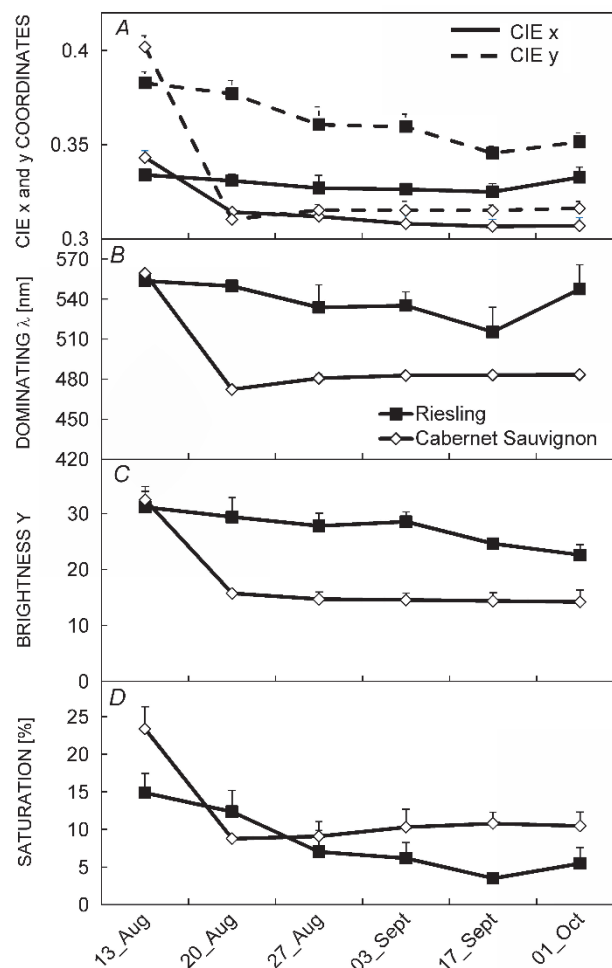 A
CIE x
CIE y
CIE x and y COORDINATES
0.4
0.35
0.3
B
DOMINATING λ [nm]
570
540
510
480
450
420
Riesling
Cabernet Sauvignon
C
BRIGHTNESS Y
30
20
10
0
D
SATURATION [%]
25
20
15
10
5
0
13_Aug
20_Aug
27_Aug
03_Sept
17_Sept
01_Oct